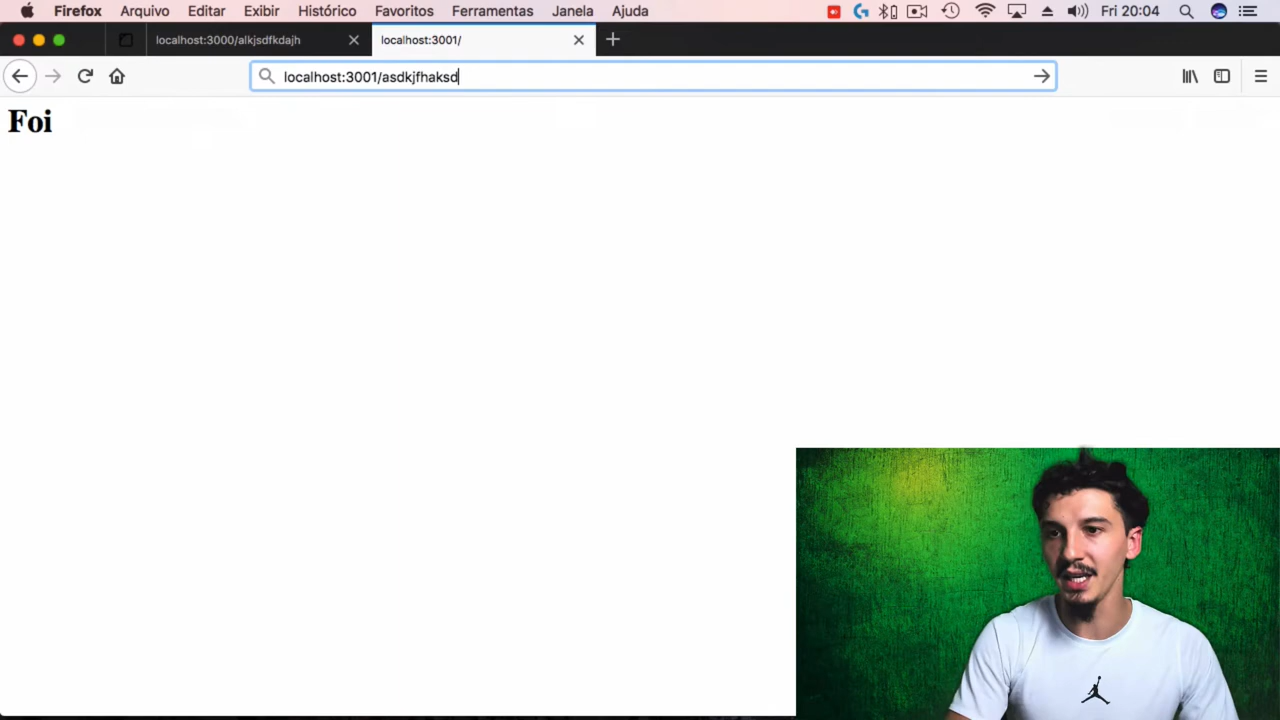 Firefox Arquivo Editar Exibir Histórico Favoritos Ferramentas Janela Ajuda Fri 20:04
localhost:3000/alkjsdfkdajh localhost:3001/
localhost:3001/asdkjfhaksd
Foi